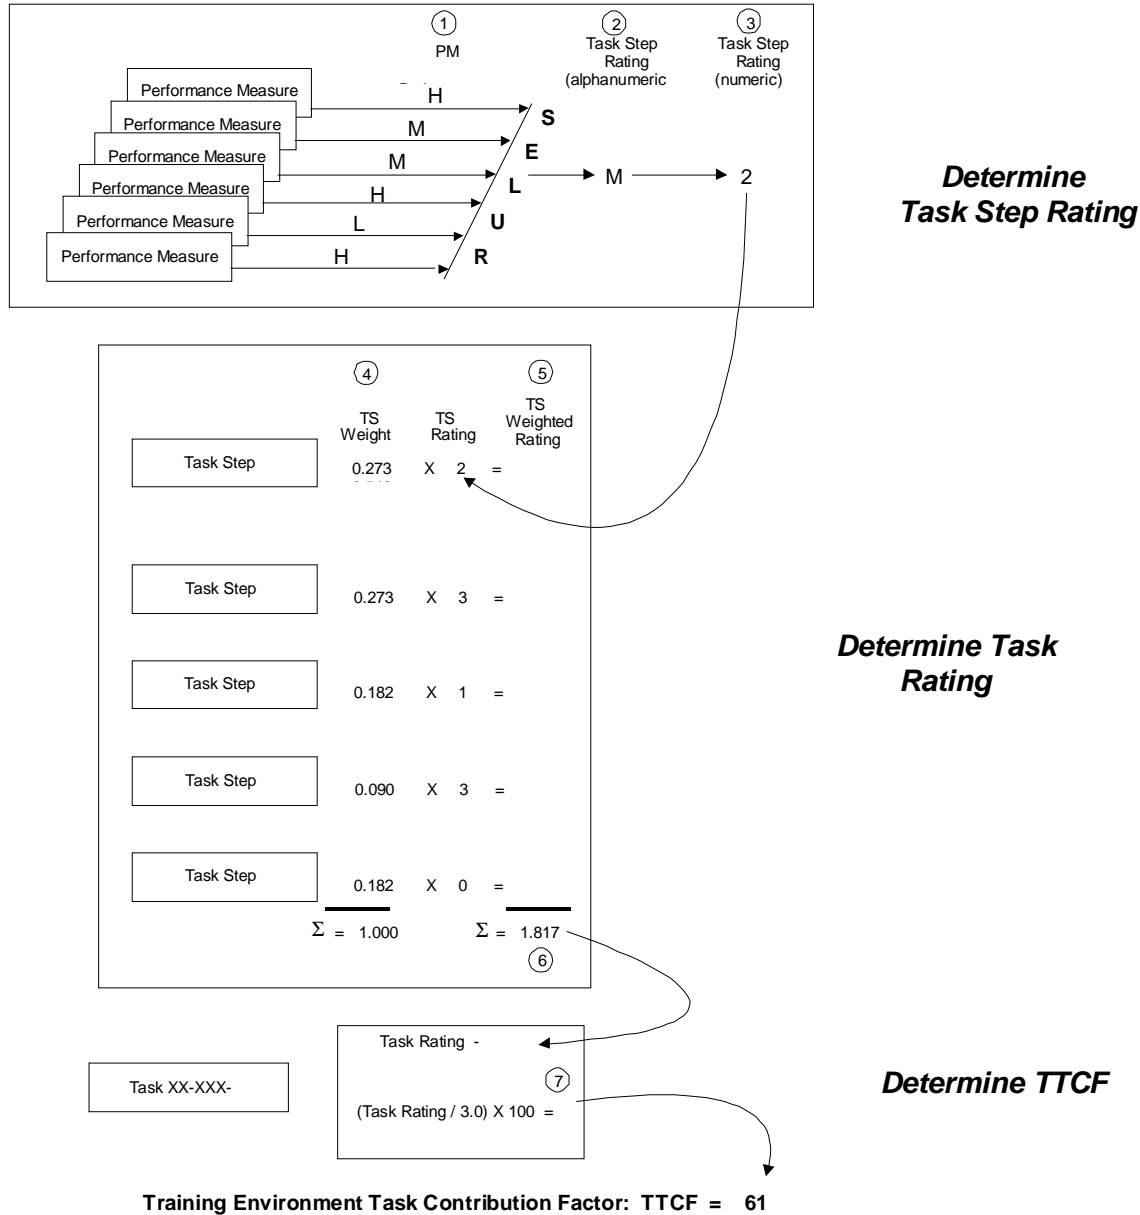 1 2 3
PM Task Step Task Step
Rating Rating
(alphanumeric (numeric)
Performance Measure H S
Performance Measure M E
Performance Measure M L M 2
Performance Measure H U
Performance Measure L R
Performance Measure H
Determine
Task Step Rating
4 5
TS TS TS
Weight Rating Weighted
Rating
Task Step 0.273 X 2 =
Task Step 0.273 X 3 =
Task Step 0.182 X 1 =
Task Step 0.090 X 3 =
Task Step 0.182 X 0 =
Σ = 1.000 Σ = 1.817
6
Determine Task
Rating
Task Rating -
7
Task XX-XXX-
(Task Rating / 3.0) X 100 =
Determine TTCF
Training Environment Task Contribution Factor: TTCF = 61